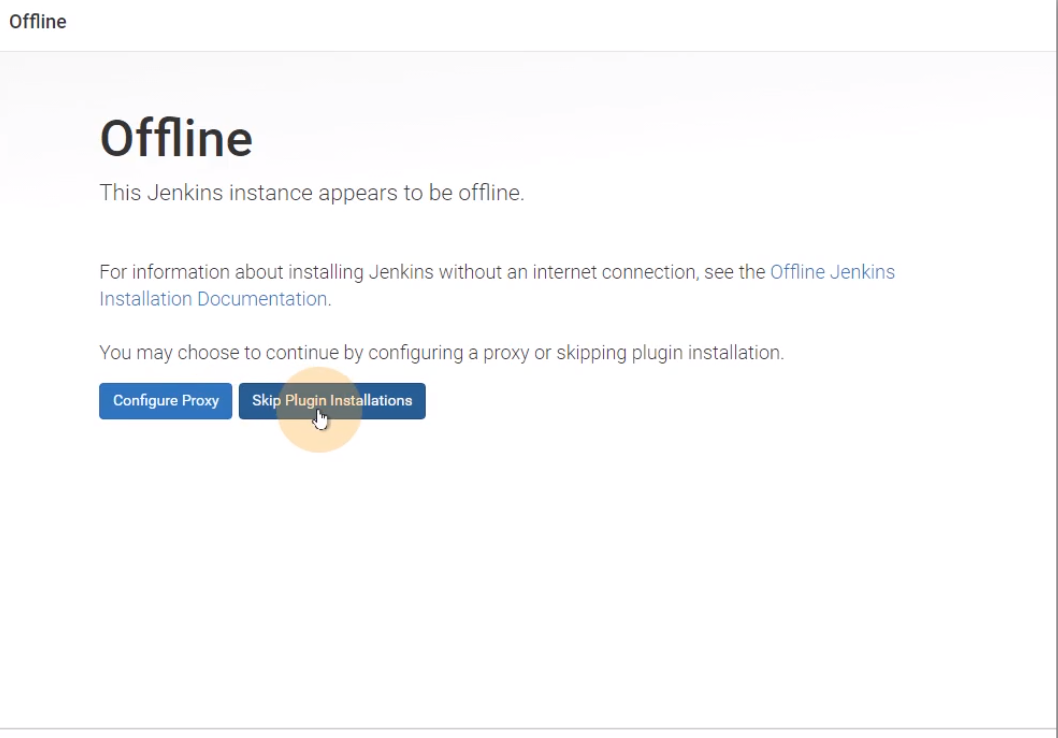 Offline
Offline
This Jenkins instance appears to be offline.
For information about installing Jenkins without an internet connection, see the Offline Jenkins
Installation Documentation.
You may choose to continue by configuring a proxy or skipping plugin installation.
Configure Proxy
Skip Plugin Installations